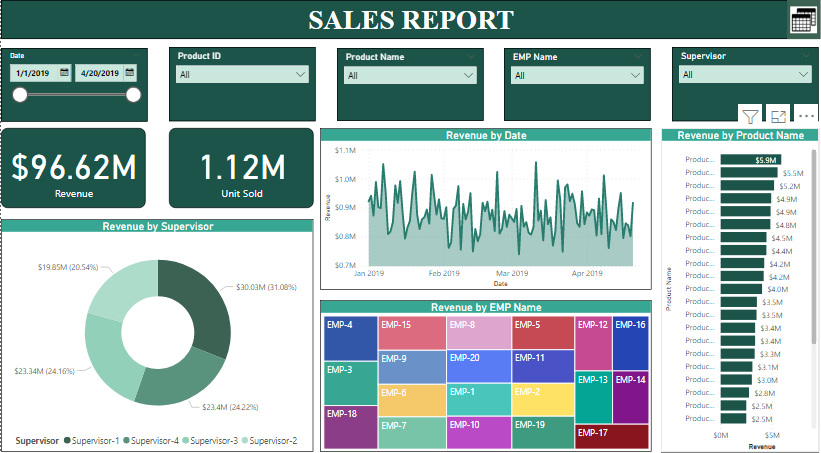 SALES REPORT
Date
1/1/2019
4/20/2019
Product ID
All
Product Name
All
EMP Name
All
Supervisor
All
$96.62M
Revenue
1.12M
Unit Sold
Revenue by Date
$1.1M
$1.0M
$0.9M
$0.8M
$0.7M
Revenue
Jan 2019
Feb 2019
Mar 2019
Apr 2019
Date
Revenue by Product Name
Product Name
Produc... $5.9M
Produc... $5.5M
Produc... $5.2M
Produc... $4.9M
Produc... $4.9M
Produc... $4.8M
Produc... $4.5M
Produc... $4.4M
Produc... $4.2M
Produc... $4.2M
Produc... $4.0M
Produc... $3.5M
Produc... $3.5M
Produc... $3.4M
Produc... $3.4M
Produc... $3.3M
Produc... $3.1M
Produc... $3.0M
Produc... $2.8M
Produc... $2.5M
Produc... $2.5M
$0M
$5M
Revenue
Revenue by Supervisor
$19.85M (20.54%)
$30.03M (31.08%)
$23.34M (24.16%)
$23.4M (24.22%)
Supervisor Supervisor-1 Supervisor-4 Supervisor-3 Supervisor-2
Revenue by EMP Name
EMP-4
EMP-3
EMP-18
EMP-15
EMP-9
EMP-6
EMP-7
EMP-8
EMP-20
EMP-1
EMP-10
EMP-5
EMP-11
EMP-2
EMP-19
EMP-12
EMP-16
EMP-13
EMP-14
EMP-17